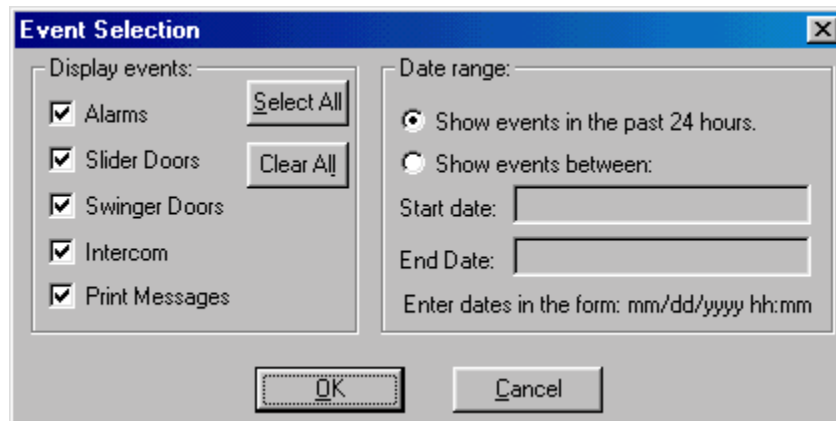 Event Selection
Display events:
Select All
Alarms
Slider Doors
Clear All
Swinger Doors
Intercom
Print Messages
Date range:
Show events in the past 24 hours.
Show events between:
Start date:
End Date:
Enter dates in the form: mm/dd/yyyy hh:mm
OK
Cancel